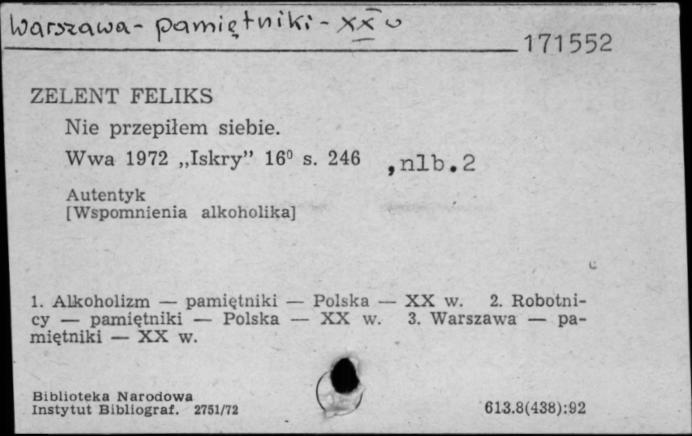 Warszawa - pamiętniki - XX w
171552
ZELENT FELIKS
Nie przepiłem siebie.
Wwa 1972 „Iskry” 16⁰ s. 246 ,nlb.2
Autentyk
[Wspomnienia alkoholika]
1. Alkoholizm — pamiętniki — Polska — XX w. 2. Robotni-
cy — pamiętniki — Polska — XX w. 3. Warszawa — pa-
miętniki — XX w.
Biblioteka Narodowa
Instytut Bibliograf. 2751/72
613.8(438):92